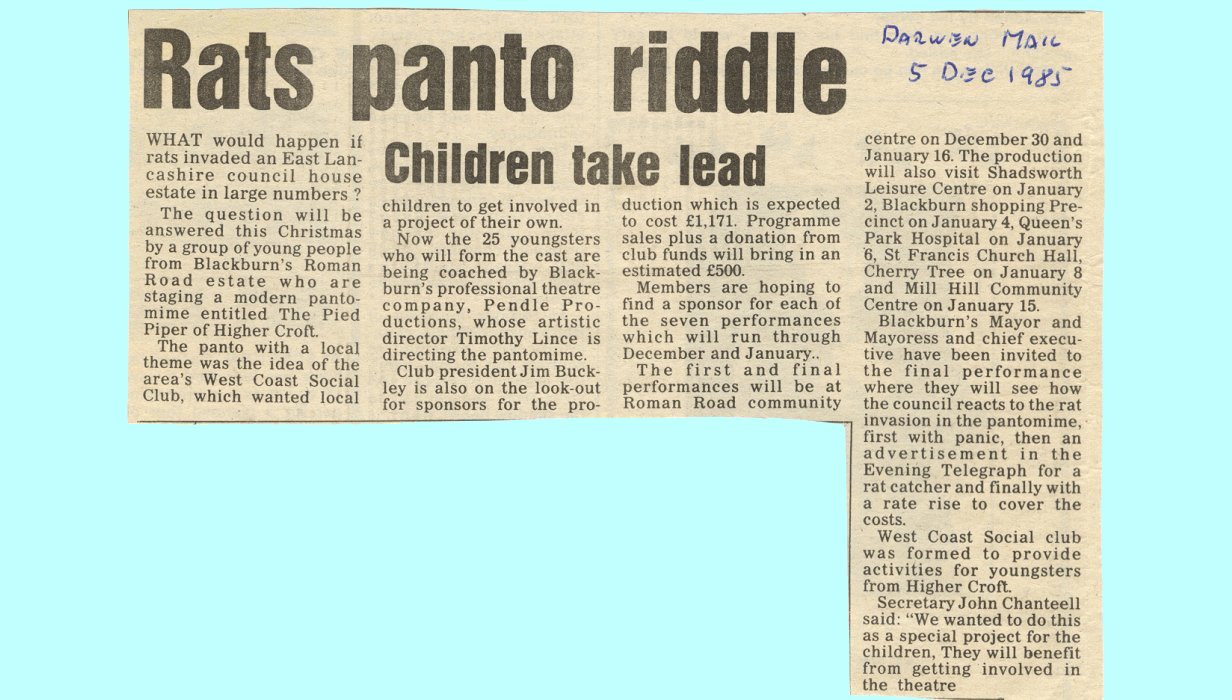 Rats panto riddle
DARWEN MAIL
5 DEC 1985
WHAT would happen if
rats invaded an East Lan-
cashire council house
estate in large numbers ?
The question will be
answered this Christmas
by a group of young people
from Blackburn's Roman
Road estate who are
staging a modern panto-
mime entitled The Pied
Piper of Higher Croft.
The panto with a local
theme was the idea of the
area's West Coast Social
Club, which wanted local
Children take lead
children to get involved in
a project of their own.
Now the 25 youngsters
who will form the cast are
being coached by Black-
burn's professional theatre
company, Pendle Pro-
ductions, whose artistic
director Timothy Lince is
directing the pantomime.
Club president Jim Buck-
ley is also on the look-out
for sponsors for the pro-
duction which is expected
to cost £1,171. Programme
sales plus a donation from
club funds will bring in an
estimated £500.
Members are hoping to
find a sponsor for each of
the seven performances
which will run through
December and January..
The first and final
performances will be at
Roman Road community
centre on December 30 and
January 16. The production
will also visit Shadsworth
Leisure Centre on January
2, Blackburn shopping Pre-
cinct on January 4, Queen's
Park Hospital on January
6, St Francis Church Hall,
Cherry Tree on January 8
and Mill Hill Community
Centre on January 15.
Blackburn's Mayor and
Mayoress and chief execu-
tive have been invited to
the final performance
where they will see how
the council reacts to the rat
invasion in the pantomime,
first with panic, then an
advertisement in the
Evening Telegraph for a
rat catcher and finally with
a rate rise to cover the
costs.
West Coast Social club
was formed to provide
activities for youngsters
from Higher Croft.
Secretary John Chanteell
said: "We wanted to do this
as a special project for the
children, They will benefit
from getting involved in
the theatre